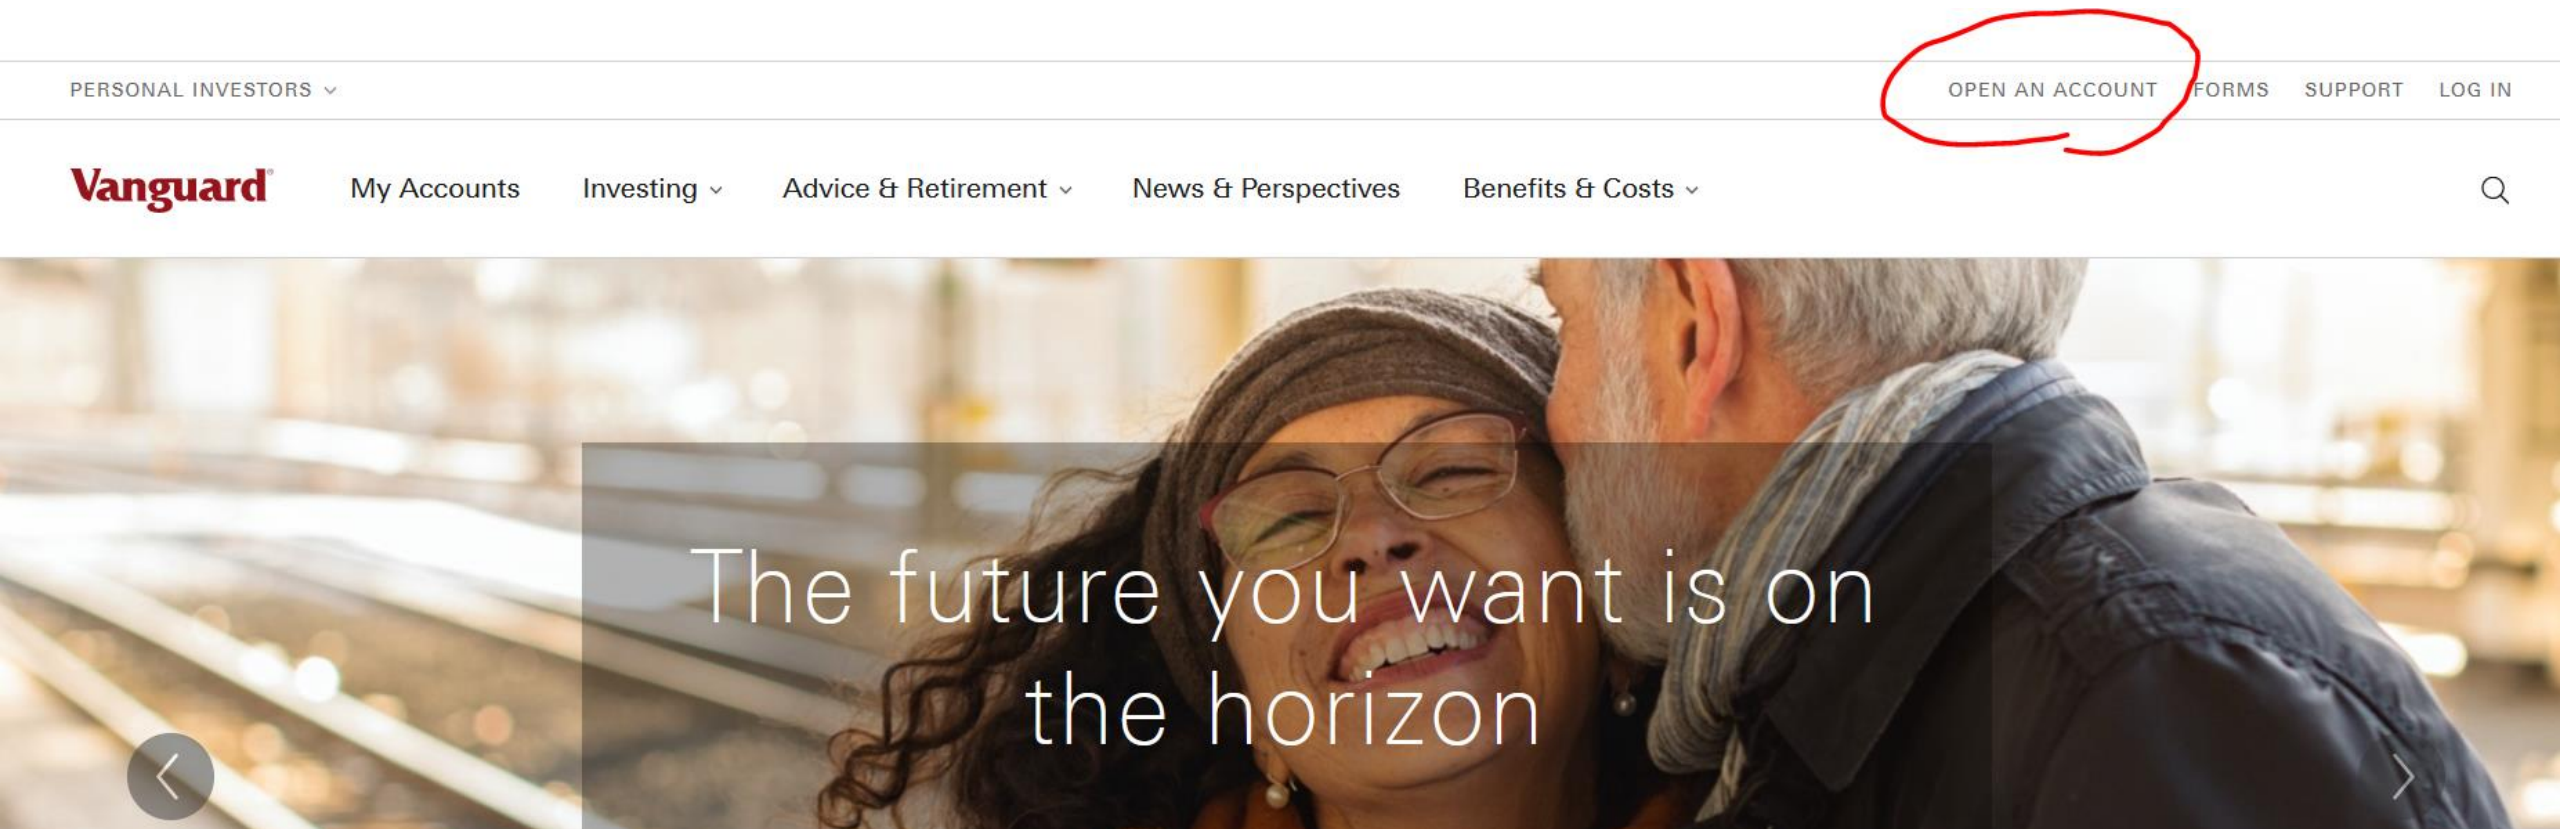 PERSONAL INVESTORS
OPEN AN ACCOUNT FORMS SUPPORT LOG IN
Vanguard® My Accounts Investing Advice & Retirement News & Perspectives Benefits & Costs
The future you want is on
the horizon